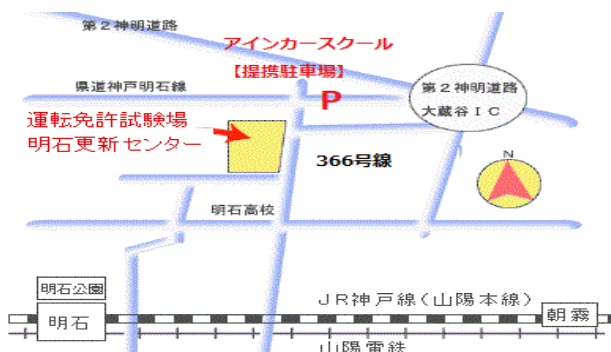 第２神明道路
アインカースクール
【提携駐車場】
県道神戸明石線
P
第２神明道路
大蔵谷ＩＣ
運転免許試験場
明石更新センター
366号線
N
明石高校
明石公園
ＪＲ神戸線（山陽本線）
明石
朝霧
山陽電鉄